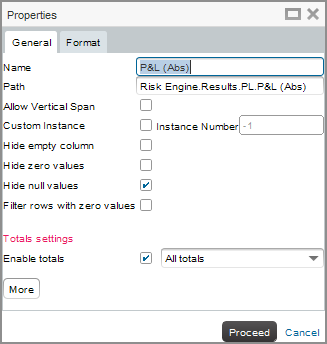 Properties
General Format
Name P&L (Abs)
Path Risk Engine.Results.PL.P&L (Abs)
Allow Vertical Span
Custom Instance Instance Number -1
Hide empty column
Hide zero values
Hide null values
Filter rows with zero values
Totals settings
Enable totals All totals
More
Proceed Cancel